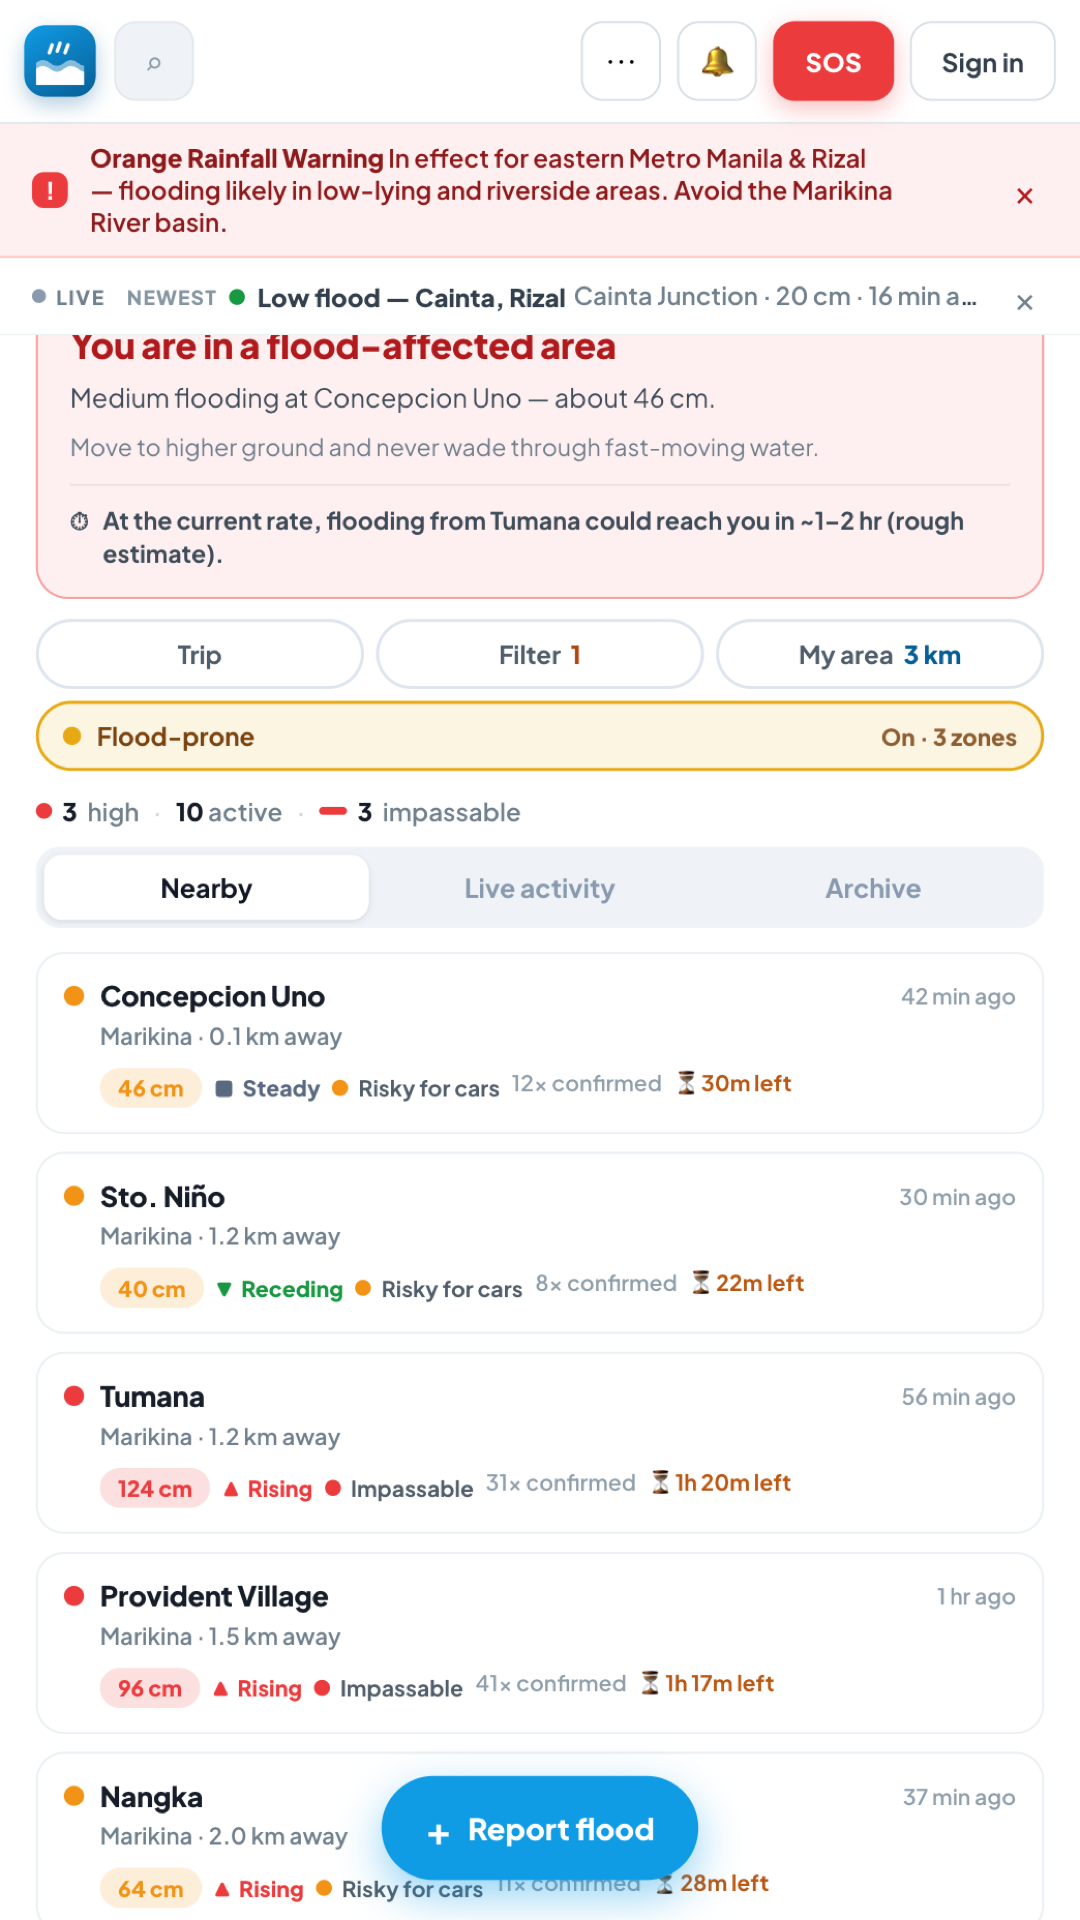 ... SOS Sign in
Orange Rainfall Warning In effect for eastern Metro Manila & Rizal
— flooding likely in low-lying and riverside areas. Avoid the Marikina
River basin.
LIVE NEWEST Low flood — Cainta, Rizal Cainta Junction · 20 cm · 16 min a…
You are in a flood-affected area
Medium flooding at Concepcion Uno — about 46 cm.
Move to higher ground and never wade through fast-moving water.
At the current rate, flooding from Tumana could reach you in ~1–2 hr (rough
estimate).
Trip Filter 1 My area 3 km
Flood-prone On · 3 zones
3 high · 10 active · 3 impassable
Nearby Live activity Archive
Concepcion Uno 42 min ago
Marikina · 0.1 km away
46 cm Steady Risky for cars 12× confirmed 30m left
Sto. Niño 30 min ago
Marikina · 1.2 km away
40 cm ▼ Receding Risky for cars 8× confirmed 22m left
Tumana 56 min ago
Marikina · 1.2 km away
124 cm ▲ Rising Impassable 31× confirmed 1h 20m left
Provident Village 1 hr ago
Marikina · 1.5 km away
96 cm ▲ Rising Impassable 41× confirmed 1h 17m left
Nangka 37 min ago
Marikina · 2.0 km away
+ Report flood
64 cm ▲ Rising Risky for cars 11× confirmed 28m left